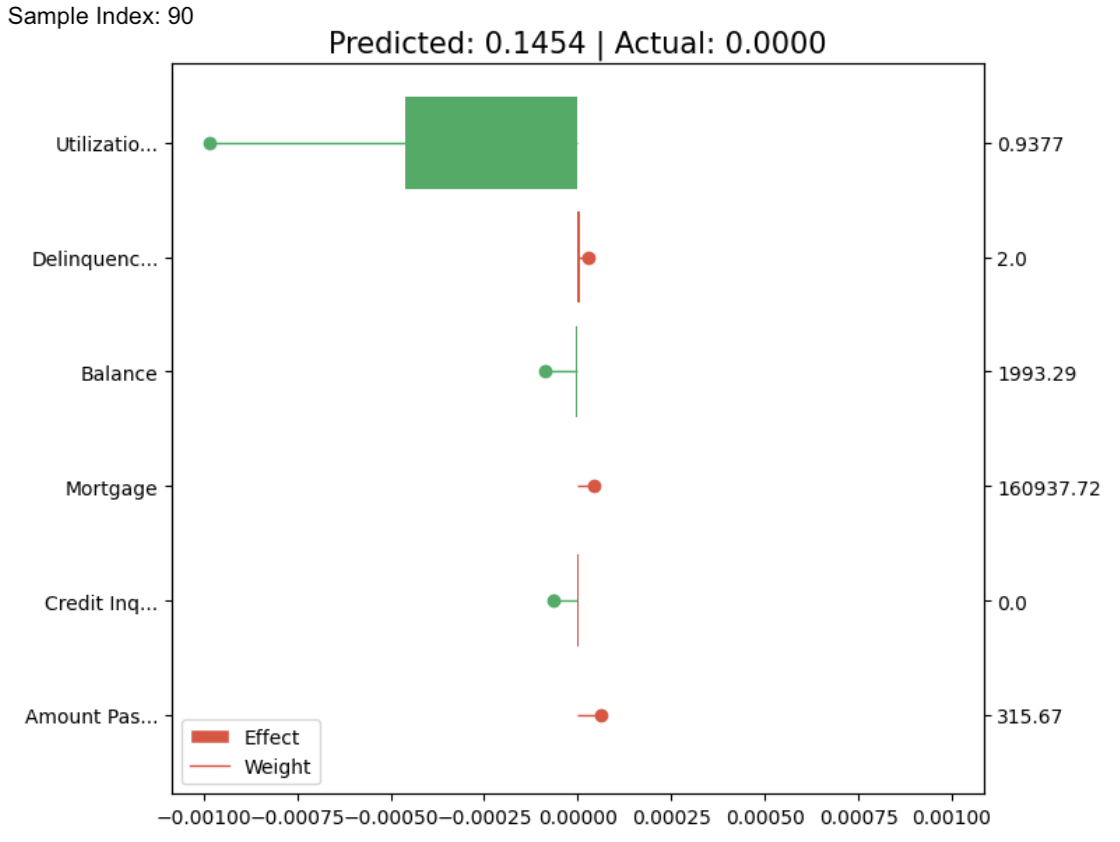 Sample Index: 90
Predicted: 0.1454 | Actual: 0.0000
Utilizatio... 0.9377
Delinquenc... 2.0
Balance 1993.29
Mortgage 160937.72
Credit Inq... 0.0
Amount Pas... 315.67
Effect
Weight
−0.00100 −0.00075 −0.00050 −0.00025 0.00000 0.00025 0.00050 0.00075 0.00100